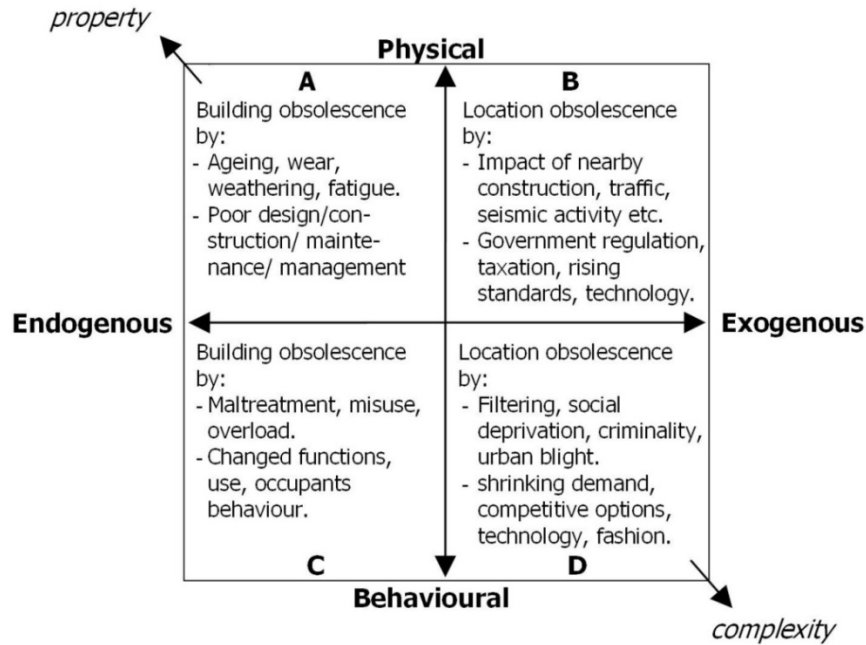 property
Physical
A
Building obsolescence
by:
- Ageing, wear,
weathering, fatigue.
- Poor design/con-
struction/ mainte-
nance/ management
B
Location obsolescence
by:
- Impact of nearby
construction, traffic,
seismic activity etc.
- Government regulation,
taxation, rising
standards, technology.
Endogenous
Exogenous
Building obsolescence
by:
- Maltreatment, misuse,
overload.
- Changed functions,
use, occupants
behaviour.
C
Location obsolescence
by:
- Filtering, social
deprivation, criminality,
urban blight.
- shrinking demand,
competitive options,
technology, fashion.
D
Behavioural
complexity